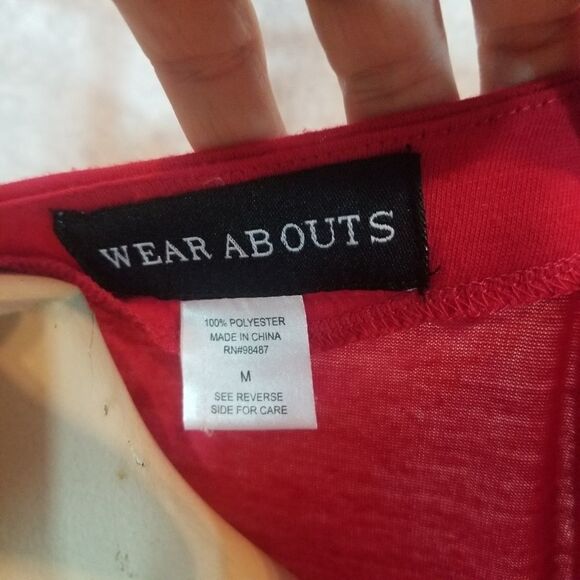 WEAR ABOUTS
100% POLYESTER
MADE IN CHINA
RN#98487
M
SEE REVERSE
SIDE FOR CARE